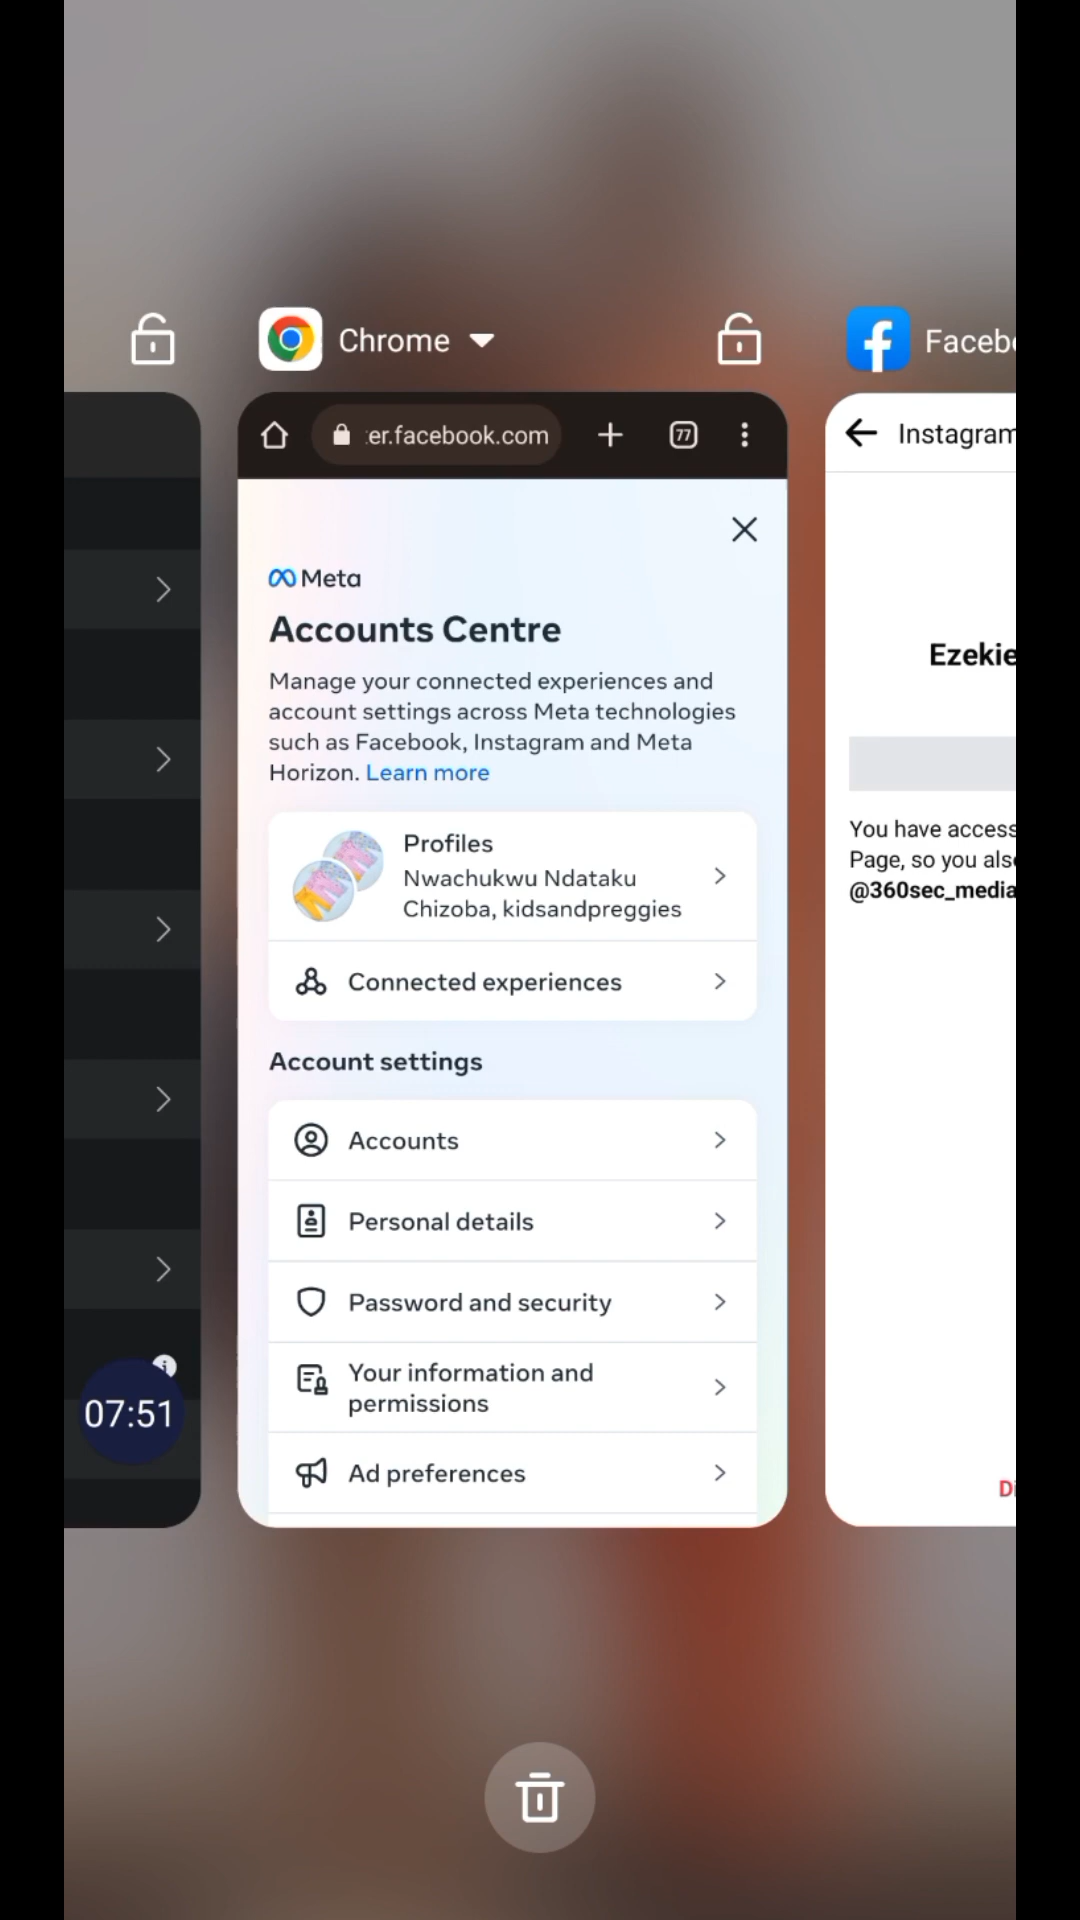 Chrome
Faceb
er.facebook.com
77
Instagram
Meta
Accounts Centre
Manage your connected experiences and
account settings across Meta technologies
such as Facebook, Instagram and Meta
Horizon. Learn more
Profiles
Nwachukwu Ndataku
Chizoba, kidsandpreggies
Connected experiences
Account settings
Accounts
Personal details
Password and security
Your information and
permissions
Ad preferences
07:51
Ezekie
You have access
Page, so you als
@360sec_media
Di